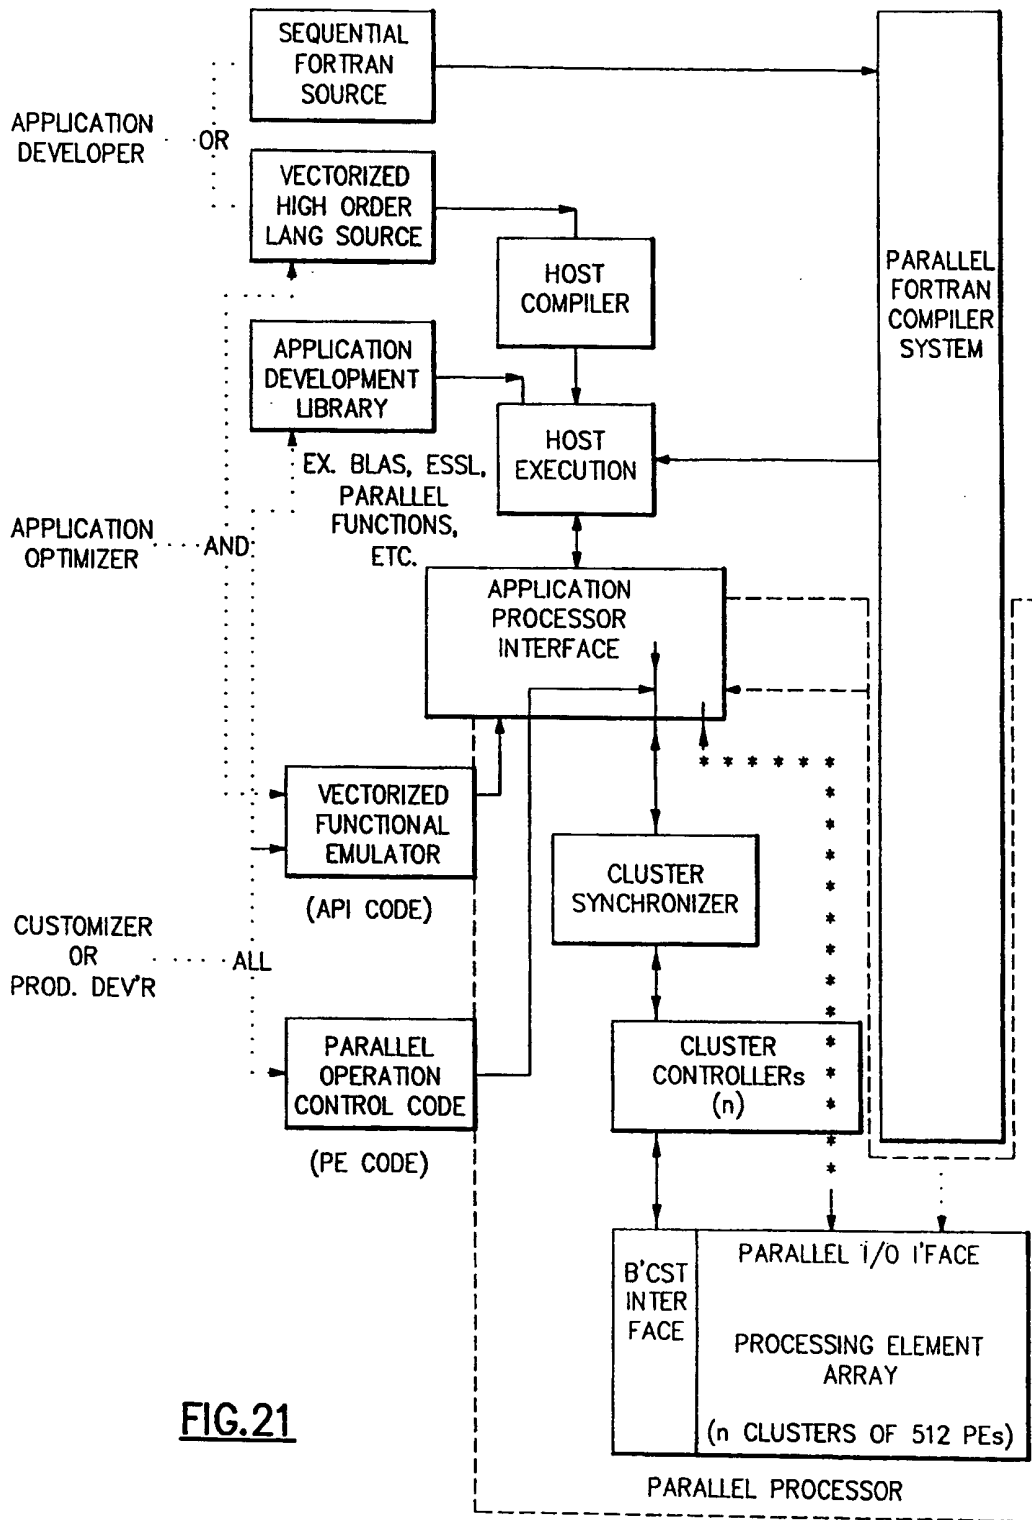 SEQUENTIAL
FORTRAN
SOURCE
APPLICATION
DEVELOPER
OR
VECTORIZED
HIGH ORDER
LANG SOURCE
HOST
COMPILER
PARALLEL
FORTRAN
COMPILER
SYSTEM
APPLICATION
DEVELOPMENT
LIBRARY
HOST
EXECUTION
EX. BLAS, ESSL,
PARALLEL
FUNCTIONS,
ETC.
APPLICATION
OPTIMIZER
AND
APPLICATION
PROCESSOR
INTERFACE
VECTORIZED
FUNCTIONAL
EMULATOR
(API CODE)
CLUSTER
SYNCHRONIZER
CUSTOMIZER
OR
PROD. DEV'R
ALL
PARALLEL
OPERATION
CONTROL CODE
(PE CODE)
CLUSTER
CONTROLLERs
(n)
B'CST
INTER
FACE
PARALLEL I/O I'FACE
PROCESSING ELEMENT
ARRAY
(n CLUSTERS OF 512 PEs)
FIG.21
PARALLEL PROCESSOR